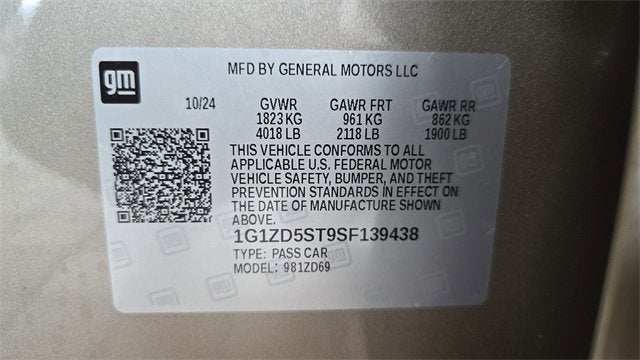 gm
MFD BY GENERAL MOTORS LLC
10/24 GVWR GAWR FRT GAWR RR
1823 KG 961 KG 862 KG
4018 LB 2118 LB 1900 LB
THIS VEHICLE CONFORMS TO ALL
APPLICABLE U.S. FEDERAL MOTOR
VEHICLE SAFETY, BUMPER, AND THEFT
PREVENTION STANDARDS IN EFFECT ON
THE DATE OF MANUFACTURE SHOWN
ABOVE.
1G1ZD5ST9SF139438
TYPE: PASS CAR
MODEL: 981ZD69